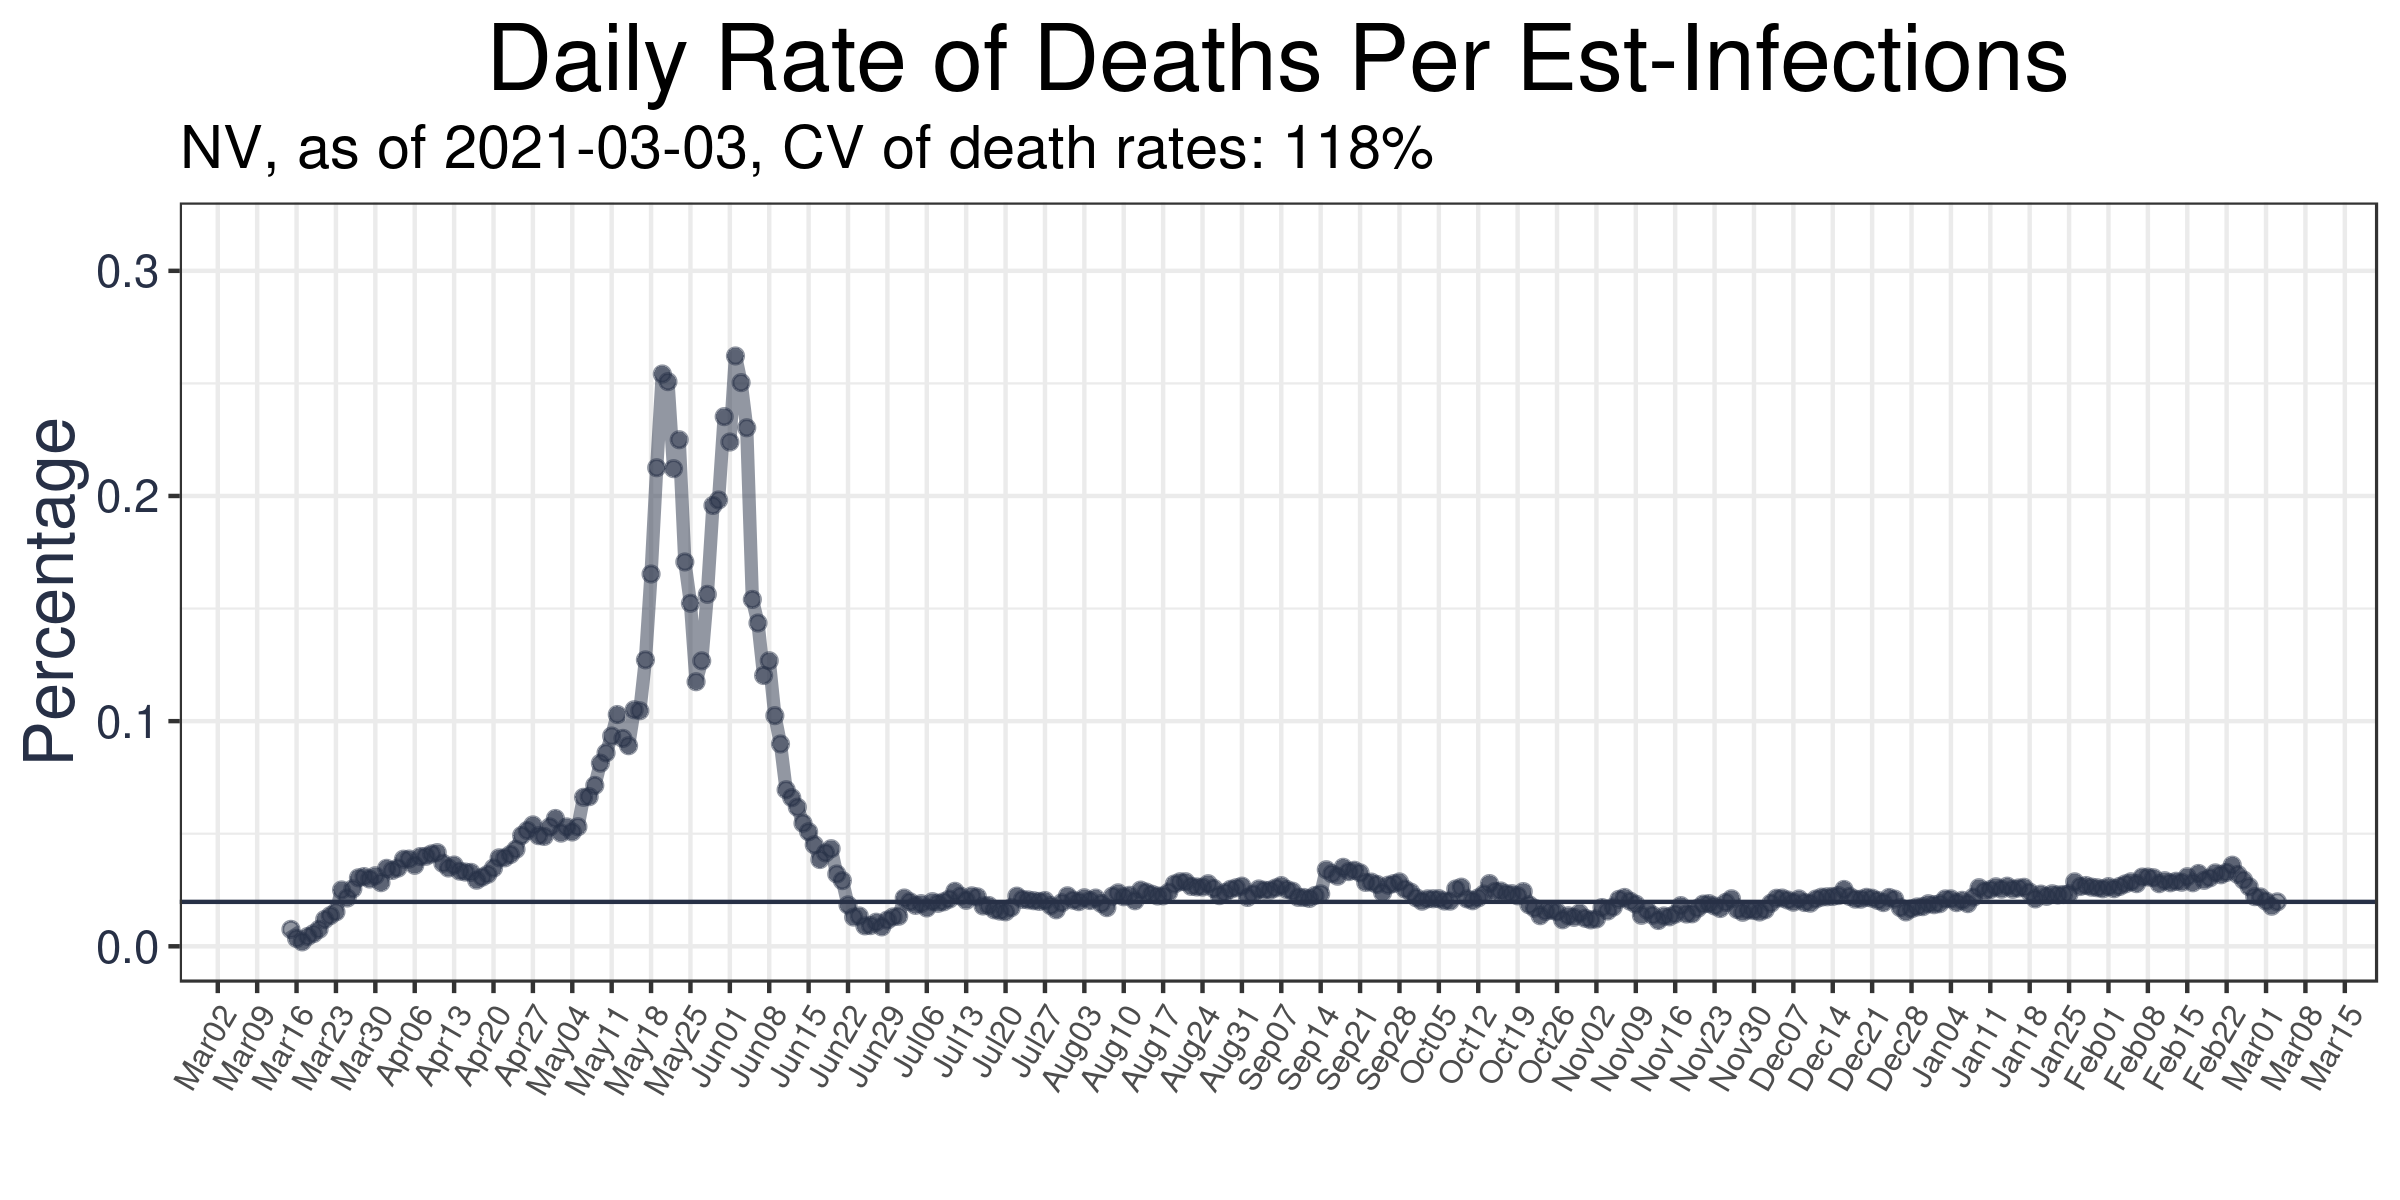 Daily Rate of Deaths Per Est-Infections
NV, as of 2021-03-03, CV of death rates: 118%
Percentage
0.3
0.2
0.1
0.0
Mar02
Mar09
Mar16
Mar23
Mar30
Apr06
Apr13
Apr20
Apr27
May04
May11
May18
May25
Jun01
Jun08
Jun15
Jun22
Jun29
Jul06
Jul13
Jul20
Jul27
Aug03
Aug10
Aug17
Aug24
Aug31
Sep07
Sep14
Sep21
Sep28
Oct05
Oct12
Oct19
Oct26
Nov02
Nov09
Nov16
Nov23
Nov30
Dec07
Dec14
Dec21
Dec28
Jan04
Jan11
Jan18
Jan25
Feb01
Feb08
Feb15
Feb22
Mar01
Mar08
Mar15